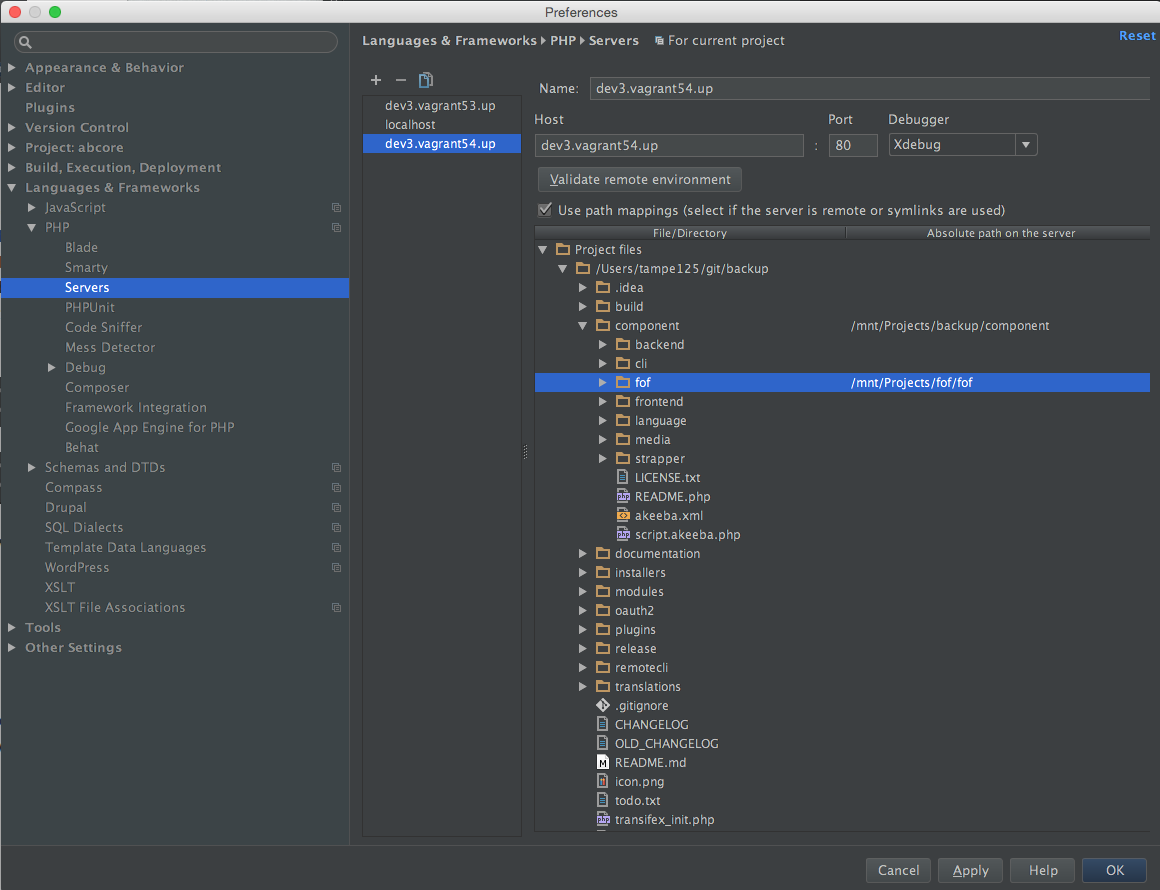 Preferences
Appearance & Behavior
Editor
Plugins
Version Control
Project: abcore
Build, Execution, Deployment
Languages & Frameworks
JavaScript
PHP
Blade
Smarty
Servers
PHPUnit
Code Sniffer
Mess Detector
Debug
Composer
Framework Integration
Google App Engine for PHP
Behat
Schemas and DTDs
Compass
Drupal
SQL Dialects
Template Data Languages
WordPress
XSLT
XSLT File Associations
Tools
Other Settings
Languages & Frameworks PHP Servers For current project Reset
dev3.vagrant53.up
localhost
dev3.vagrant54.up
Name: dev3.vagrant54.up
Host Port Debugger
dev3.vagrant54.up : 80 Xdebug
Validate remote environment
Use path mappings (select if the server is remote or symlinks are used)
File/Directory Absolute path on the server
Project files
/Users/tampe125/git/backup
.idea
build
component /mnt/Projects/backup/component
backend
cli
fof /mnt/Projects/fof/fof
frontend
language
media
strapper
LICENSE.txt
README.php
akeeba.xml
script.akeeba.php
documentation
installers
modules
oauth2
plugins
release
remotecli
translations
.gitignore
CHANGELOG
OLD_CHANGELOG
README.md
icon.png
todo.txt
transifex_init.php
Cancel Apply Help OK